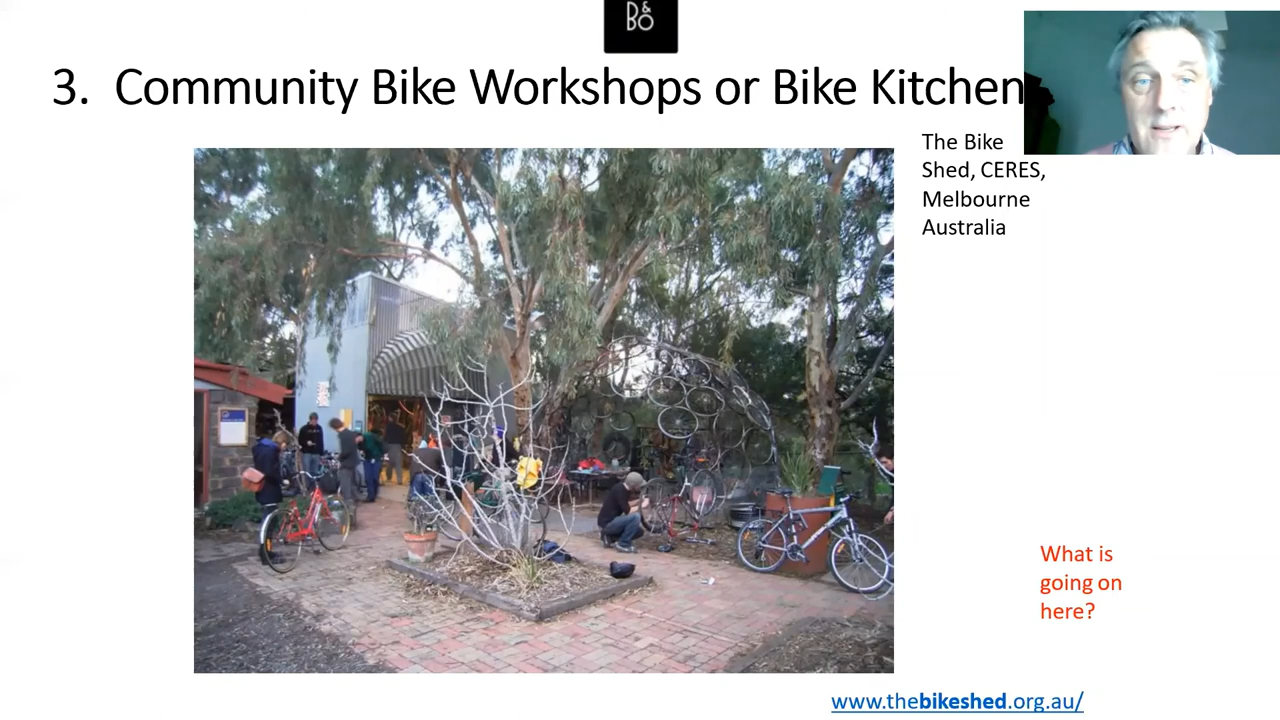 D&
BO
3. Community Bike Workshops or Bike Kitchen
The Bike
Shed, CERES,
Melbourne
Australia
What is
going on
here?
www.thebikeshed.org.au/